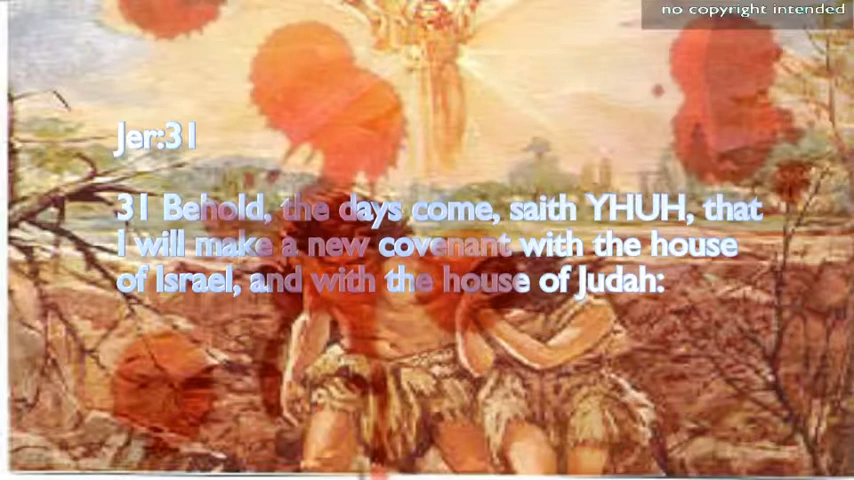 no copyright intended
Jer:31
31 Behold, the days come, saith YHUH, that
I will make a new covenant with the house
of Israel, and with the house of Judah: